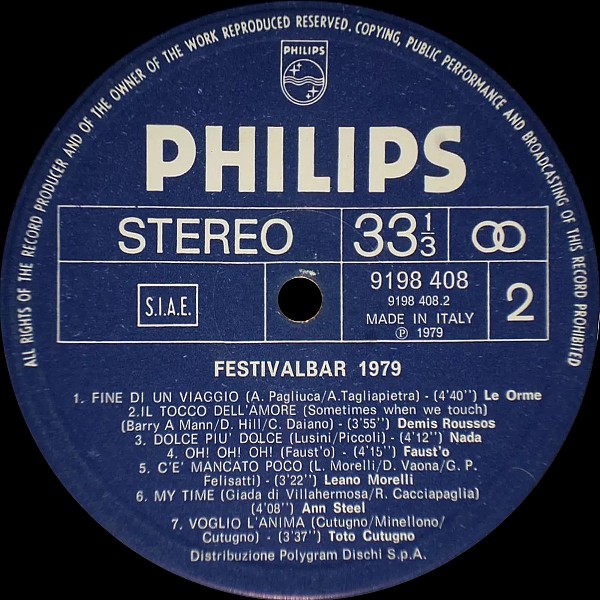 ALL RIGHTS OF THE RECORD PRODUCER AND OF THE OWNER OF THE WORK REPRODUCED RESERVED. COPYING, PUBLIC PERFORMANCE AND BROADCASTING OF THIS RECORD PROHIBITED
PHILIPS
PHILIPS
STEREO 33 1/3
S.I.A.E. 9198 408 2
9198 408.2
MADE IN ITALY
Ⓟ 1979
FESTIVALBAR 1979
1. FINE DI UN VIAGGIO (A. Pagliuca/A.Tagliapietra) - (4'40'') Le Orme
2.IL TOCCO DELL'AMORE (Sometimes when we touch)
(Barry A Mann/D. Hill/C. Daiano) - (3'55'') Demis Roussos
3. DOLCE PIU' DOLCE (Lusini/Piccoli) - (4'12'') Nada
4. OH! OH! OH! (Faust'o) - (4'15'') Faust'o
5. C'E' MANCATO POCO (L. Morelli/D. Vaona/G. P.
Felisatti) - (3'22'') Leano Morelli
6. MY TIME (Giada di Villahermosa/R. Cacciapaglia)
(4'08'') Ann Steel
7. VOGLIO L'ANIMA (Cutugno/Minellono/
Cutugno) - (3'37'') Toto Cutugno
Distribuzione Polygram Dischi S.p.A.